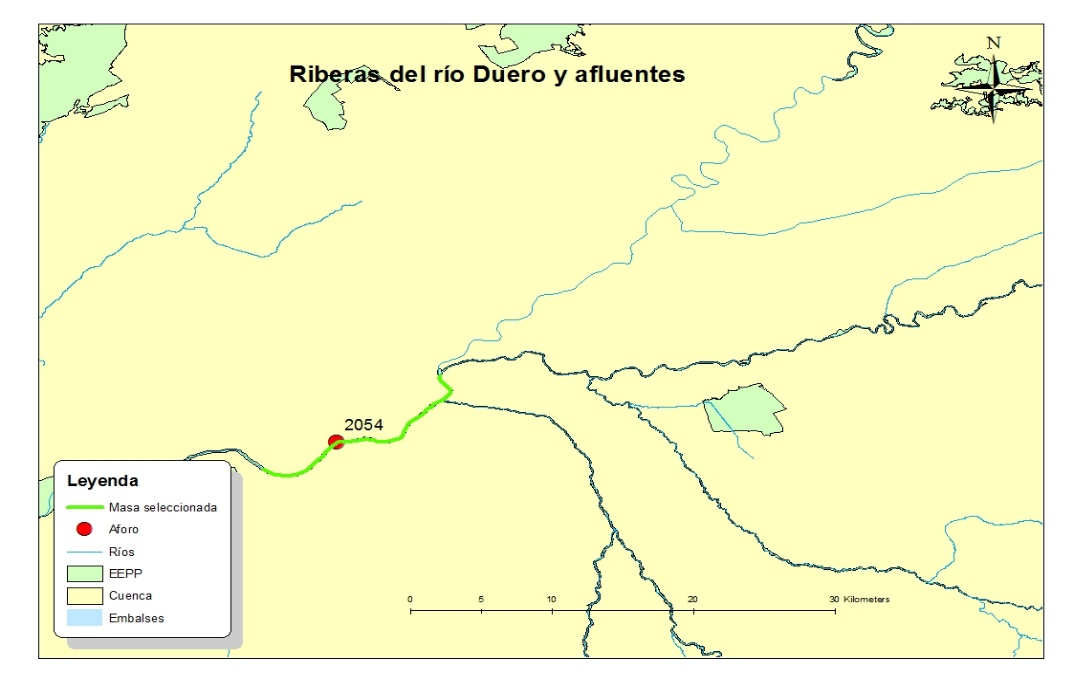 Riberas del río Duero y afluentes
N
2054
Leyenda
Masa seleccionada
Aforo
Ríos
EEPP
Cuenca
Embalses
0 5 10 20 30 Kilometers